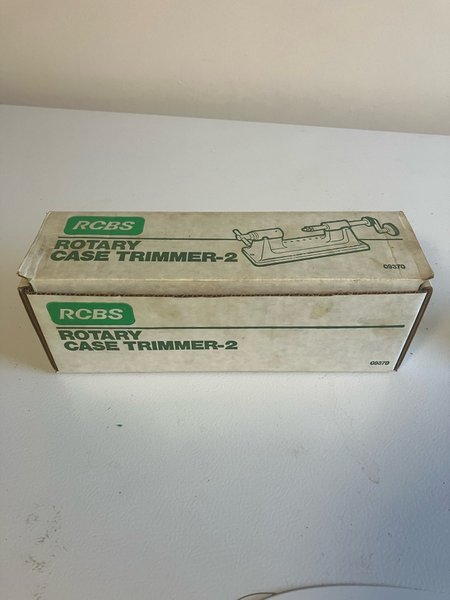 RCBS
ROTARY
CASE TRIMMER-2
09370
RCBS
ROTARY
CASE TRIMMER-2
09370